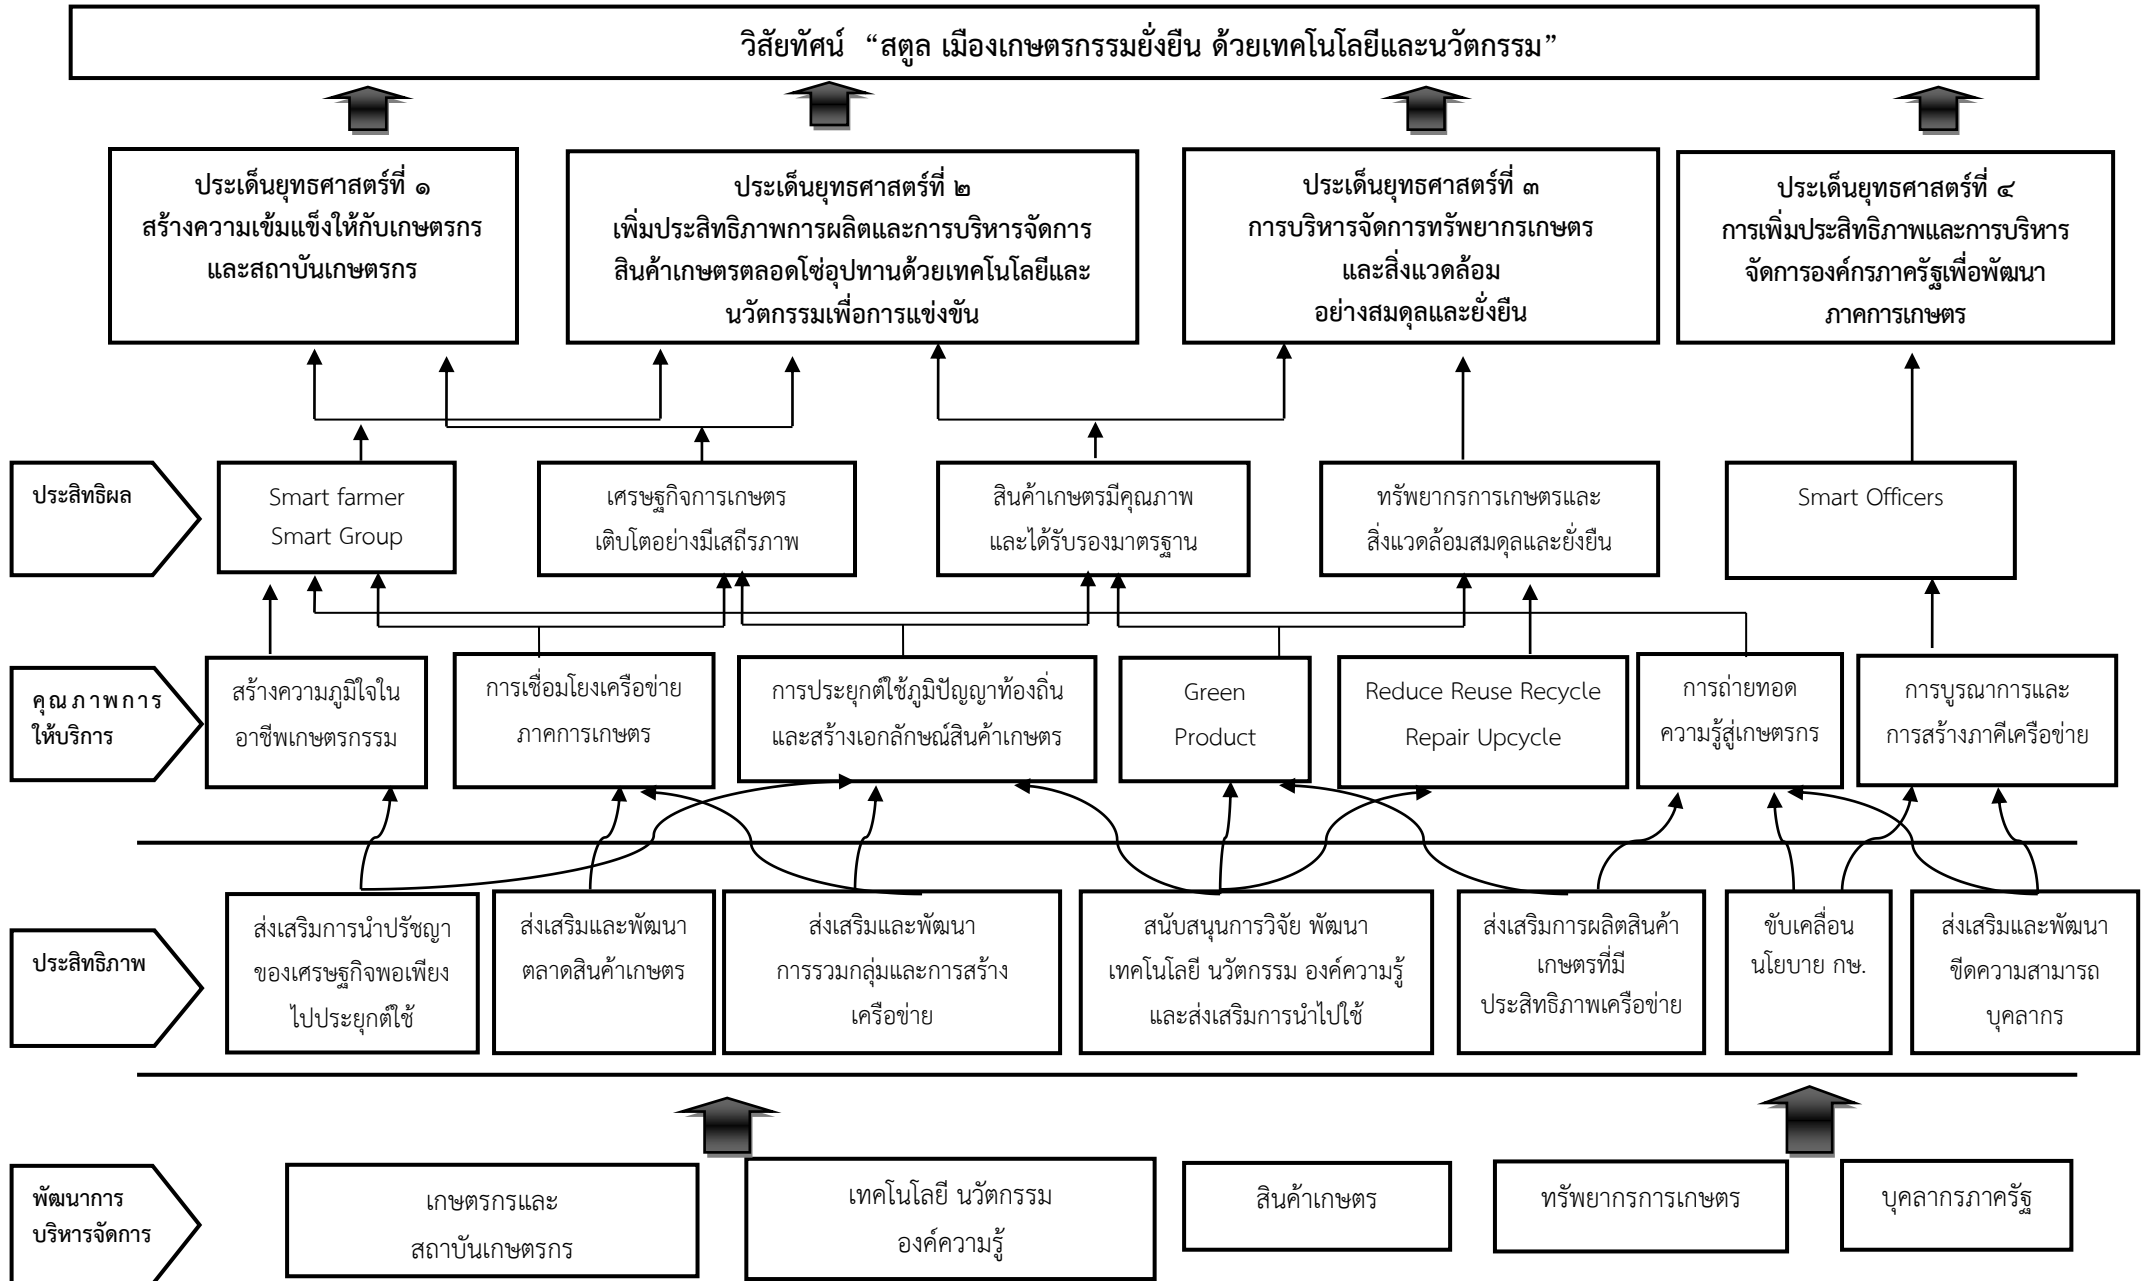 วิสัยทัศน์ “สตูล เมืองเกษตรกรรมยั่งยืน ด้วยเทคโนโลยีและนวัตกรรม”
ประเด็นยุทธศาสตร์ที่ ๑
สร้างความเข้มแข็งให้กับเกษตรกร
และสถาบันเกษตรกร
ประเด็นยุทธศาสตร์ที่ ๒
เพิ่มประสิทธิภาพการผลิตและการบริหารจัดการ
สินค้าเกษตรตลอดโซ่อุปทานด้วยเทคโนโลยีและ
นวัตกรรมเพื่อการแข่งขัน
ประเด็นยุทธศาสตร์ที่ ๓
การบริหารจัดการทรัพยากรเกษตร
และสิ่งแวดล้อม
อย่างสมดุลและยั่งยืน
ประเด็นยุทธศาสตร์ที่ ๔
การเพิ่มประสิทธิภาพและการบริหาร
จัดการองค์กรภาครัฐเพื่อพัฒนา
ภาคการเกษตร
ประสิทธิผล
Smart farmer
Smart Group
เศรษฐกิจการเกษตร
เติบโตอย่างมีเสถียรภาพ
สินค้าเกษตรมีคุณภาพ
และได้รับรองมาตรฐาน
ทรัพยากรการเกษตรและ
สิ่งแวดล้อมสมดุลและยั่งยืน
Smart Officers
คุณภาพการ
ให้บริการ
สร้างความภูมิใจใน
อาชีพเกษตรกรรม
การเชื่อมโยงเครือข่าย
ภาคการเกษตร
การประยุกต์ใช้ภูมิปัญญาท้องถิ่น
และสร้างเอกลักษณ์สินค้าเกษตร
Green
Product
Reduce Reuse Recycle
Repair Upcycle
การถ่ายทอด
ความรู้สู่เกษตรกร
การบูรณาการและ
การสร้างภาคีเครือข่าย
ประสิทธิภาพ
ส่งเสริมการนำปรัชญา
ของเศรษฐกิจพอเพียง
ไปประยุกต์ใช้
ส่งเสริมและพัฒนา
ตลาดสินค้าเกษตร
ส่งเสริมและพัฒนา
การรวมกลุ่มและการสร้าง
เครือข่าย
สนับสนุนการวิจัย พัฒนา
เทคโนโลยี นวัตกรรม องค์ความรู้
และส่งเสริมการนำไปใช้
ส่งเสริมการผลิตสินค้า
เกษตรที่มี
ประสิทธิภาพเครือข่าย
ขับเคลื่อน
นโยบาย กษ.
ส่งเสริมและพัฒนา
ขีดความสามารถ
บุคลากร
พัฒนาการ
บริหารจัดการ
เกษตรกรและ
สถาบันเกษตรกร
เทคโนโลยี นวัตกรรม
องค์ความรู้
สินค้าเกษตร
ทรัพยากรการเกษตร
บุคลากรภาครัฐ